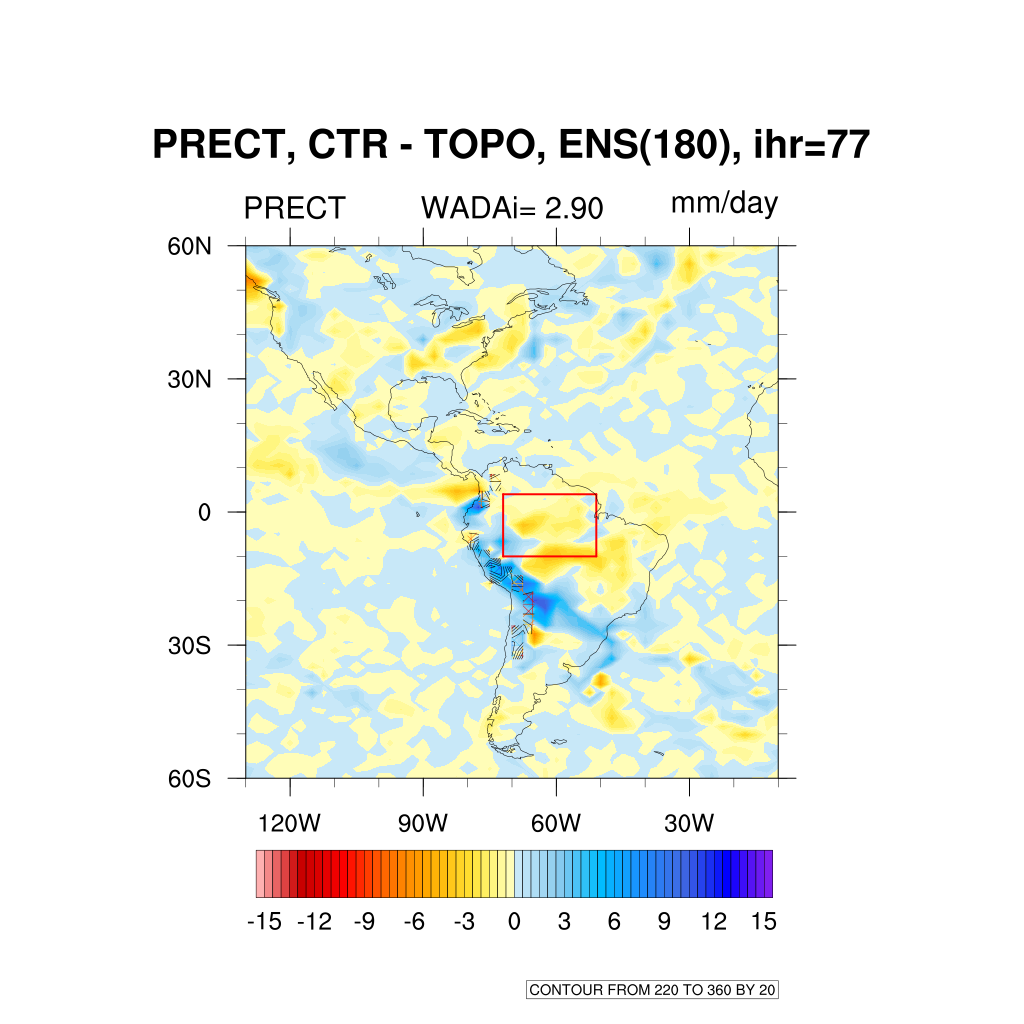 PRECT, CTR - TOPO, ENS(180), ihr=77
PRECT WADAi= 2.90 mm/day
60N
30N
0
30S
60S
120W 90W 60W 30W
-15 -12 -9 -6 -3 0 3 6 9 12 15
CONTOUR FROM 220 TO 360 BY 20